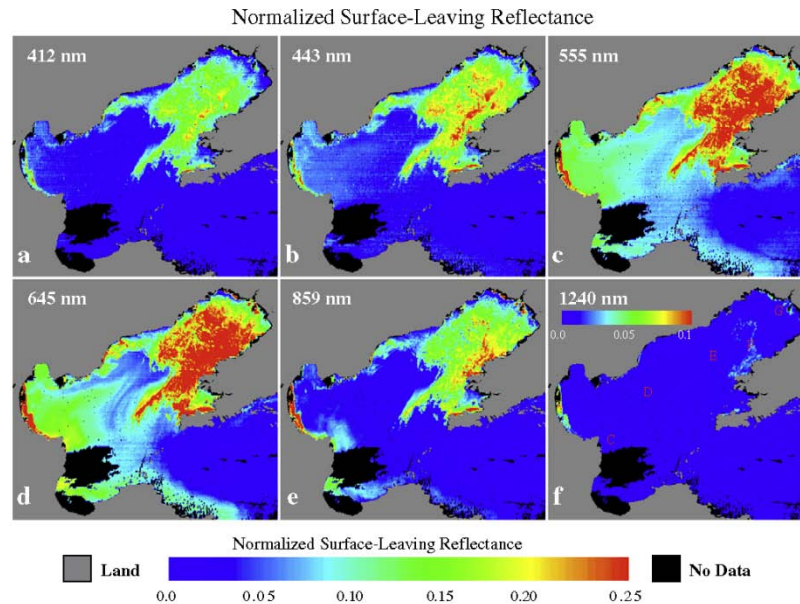 Normalized Surface-Leaving Reflectance
412 nm
443 nm
555 nm
a
b
c
645 nm
859 nm
1240 nm
0.0 0.05 0.1
G
E
D
C
d
e
f
Normalized Surface-Leaving Reflectance
Land
No Data
0.0 0.05 0.10 0.15 0.20 0.25